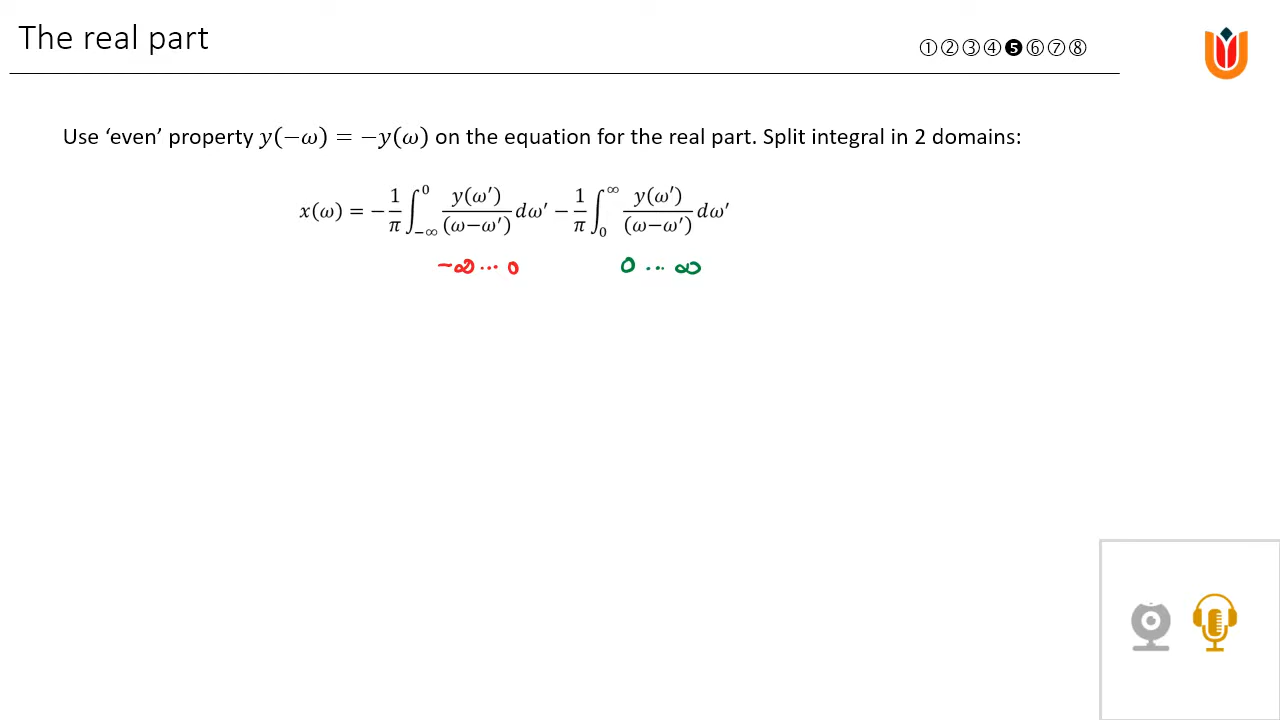 The real part
①②③④❺⑥⑦⑧
Use ‘even’ property y(−ω) = −y(ω) on the equation for the real part. Split integral in 2 domains:
x(ω) = −1/π ∫_{−∞}^{0} y(ω′)/(ω−ω′) dω′ − 1/π ∫_{0}^{∞} y(ω′)/(ω−ω′) dω′
−∞ ... 0 0 ... ∞